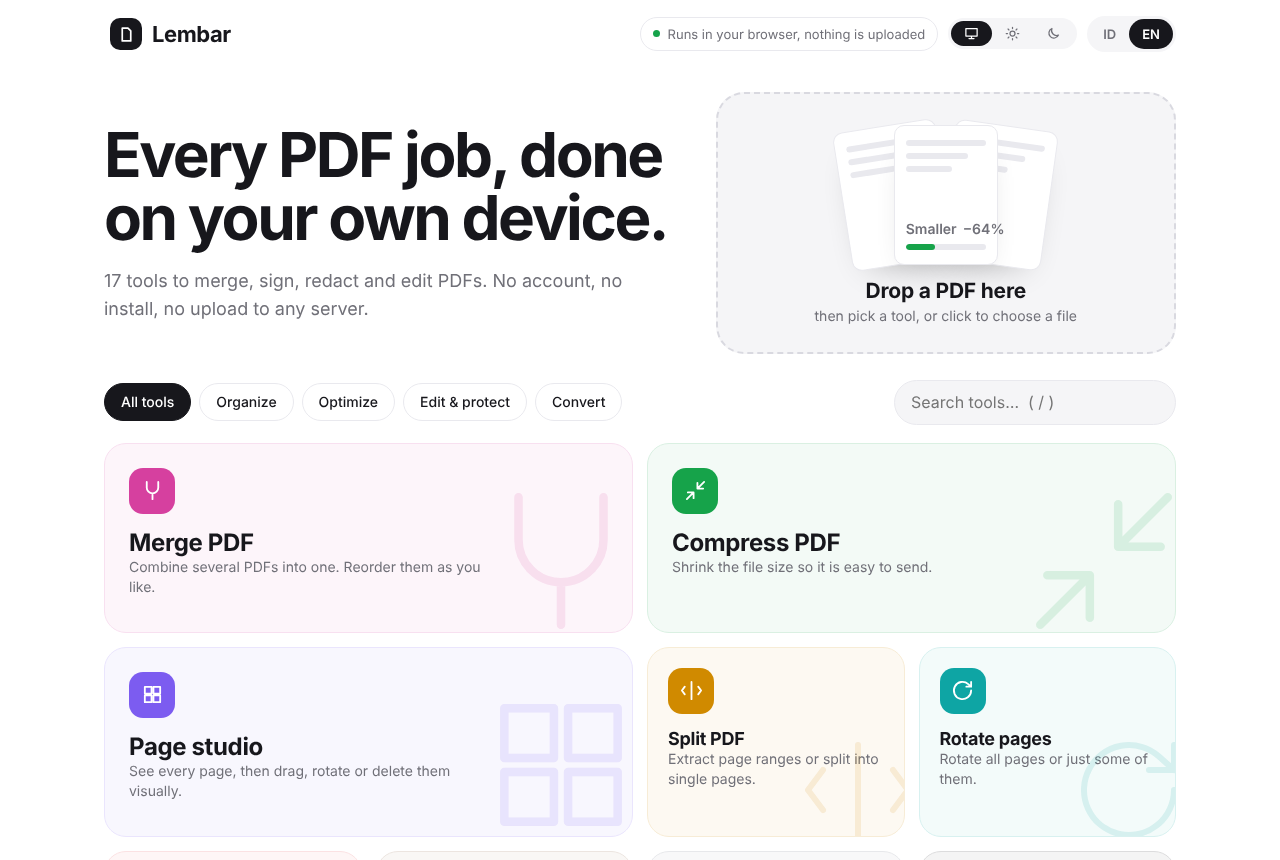 Lembar
Runs in your browser, nothing is uploaded
ID
EN
Every PDF job, done
on your own device.
17 tools to merge, sign, redact and edit PDFs. No account, no
install, no upload to any server.
Smaller −64%
Drop a PDF here
then pick a tool, or click to choose a file
All tools
Organize
Optimize
Edit & protect
Convert
Search tools... ( / )
Merge PDF
Combine several PDFs into one. Reorder them as you
like.
Compress PDF
Shrink the file size so it is easy to send.
Page studio
See every page, then drag, rotate or delete them
visually.
Split PDF
Extract page ranges or split into
single pages.
Rotate pages
Rotate all pages or just some of
them.